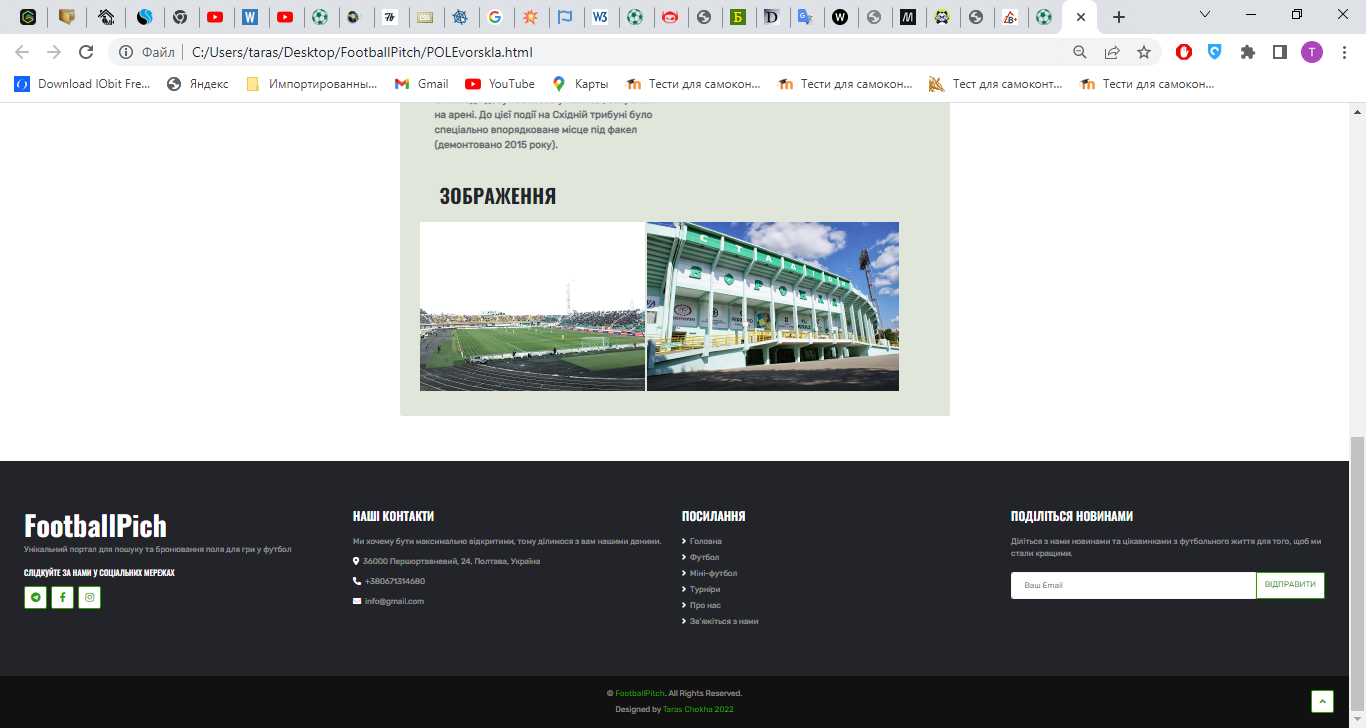 Файл
C:/Users/taras/Desktop/FootballPitch/POLEvorskla.html
T
Download IObit Fre...
Яндекс
Импортированны...
Gmail
YouTube
Карты
Тести для самокон...
Тести для самокон...
Тест для самоконт...
Тести для самокон...
на арені. До цієї події на Східній трибуні було
спеціально впорядковане місце під факел
(демонтовано 2015 року).
ЗОБРАЖЕННЯ
СТАДІОН
ВОРСКЛА
FootballPich
Унікальний портал для пошуку та бронювання поля для гри у футбол
СЛІДКУЙТЕ ЗА НАМИ У СОЦІАЛЬНИХ МЕРЕЖАХ
НАШІ КОНТАКТИ
Ми хочему бути максимально відкритими, тому ділимося з вам нашими даними.
36000 Першортавневий, 24, Полтава, Україна
+380671314680
info@gmail.com
ПОСИЛАННЯ
Головна
Футбол
Міні-футбол
Турніри
Про нас
Зв'яжіться з нами
ПОДІЛІТЬСЯ НОВИНАМИ
Діліться з нами новинами та цікавинками з футбольного життя для того, щоб ми
стали кращими.
Ваш Email
ВІДПРАВИТИ
© FootballPitch. All Rights Reserved.
Designed by Taras Chokha 2022